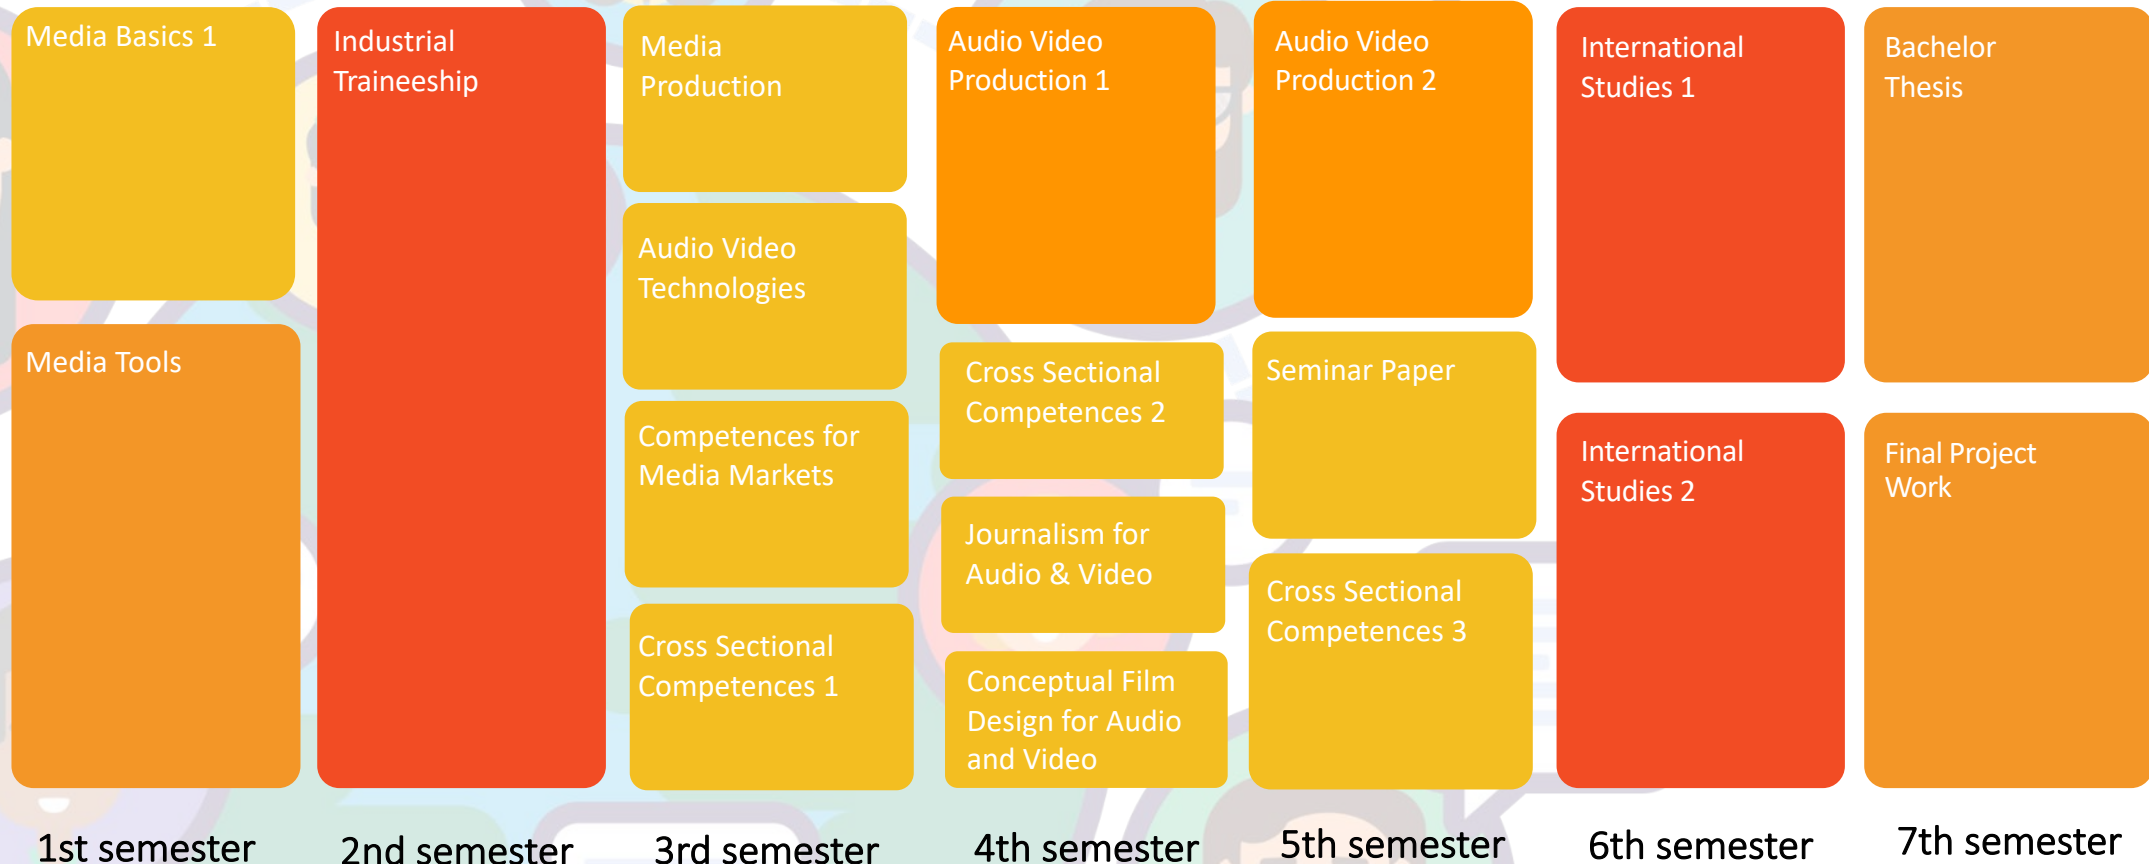 Media Basics 1
Media Tools
1st semester
Industrial
Traineeship
2nd semester
Media
Production
Audio Video
Technologies
Competences for
Media Markets
Cross Sectional
Competences 1
3rd semester
Audio Video
Production 1
Cross Sectional
Competences 2
Journalism for
Audio & Video
Conceptual Film
Design for Audio
and Video
4th semester
Audio Video
Production 2
Seminar Paper
Cross Sectional
Competences 3
5th semester
International
Studies 1
International
Studies 2
6th semester
Bachelor
Thesis
Final Project
Work
7th semester